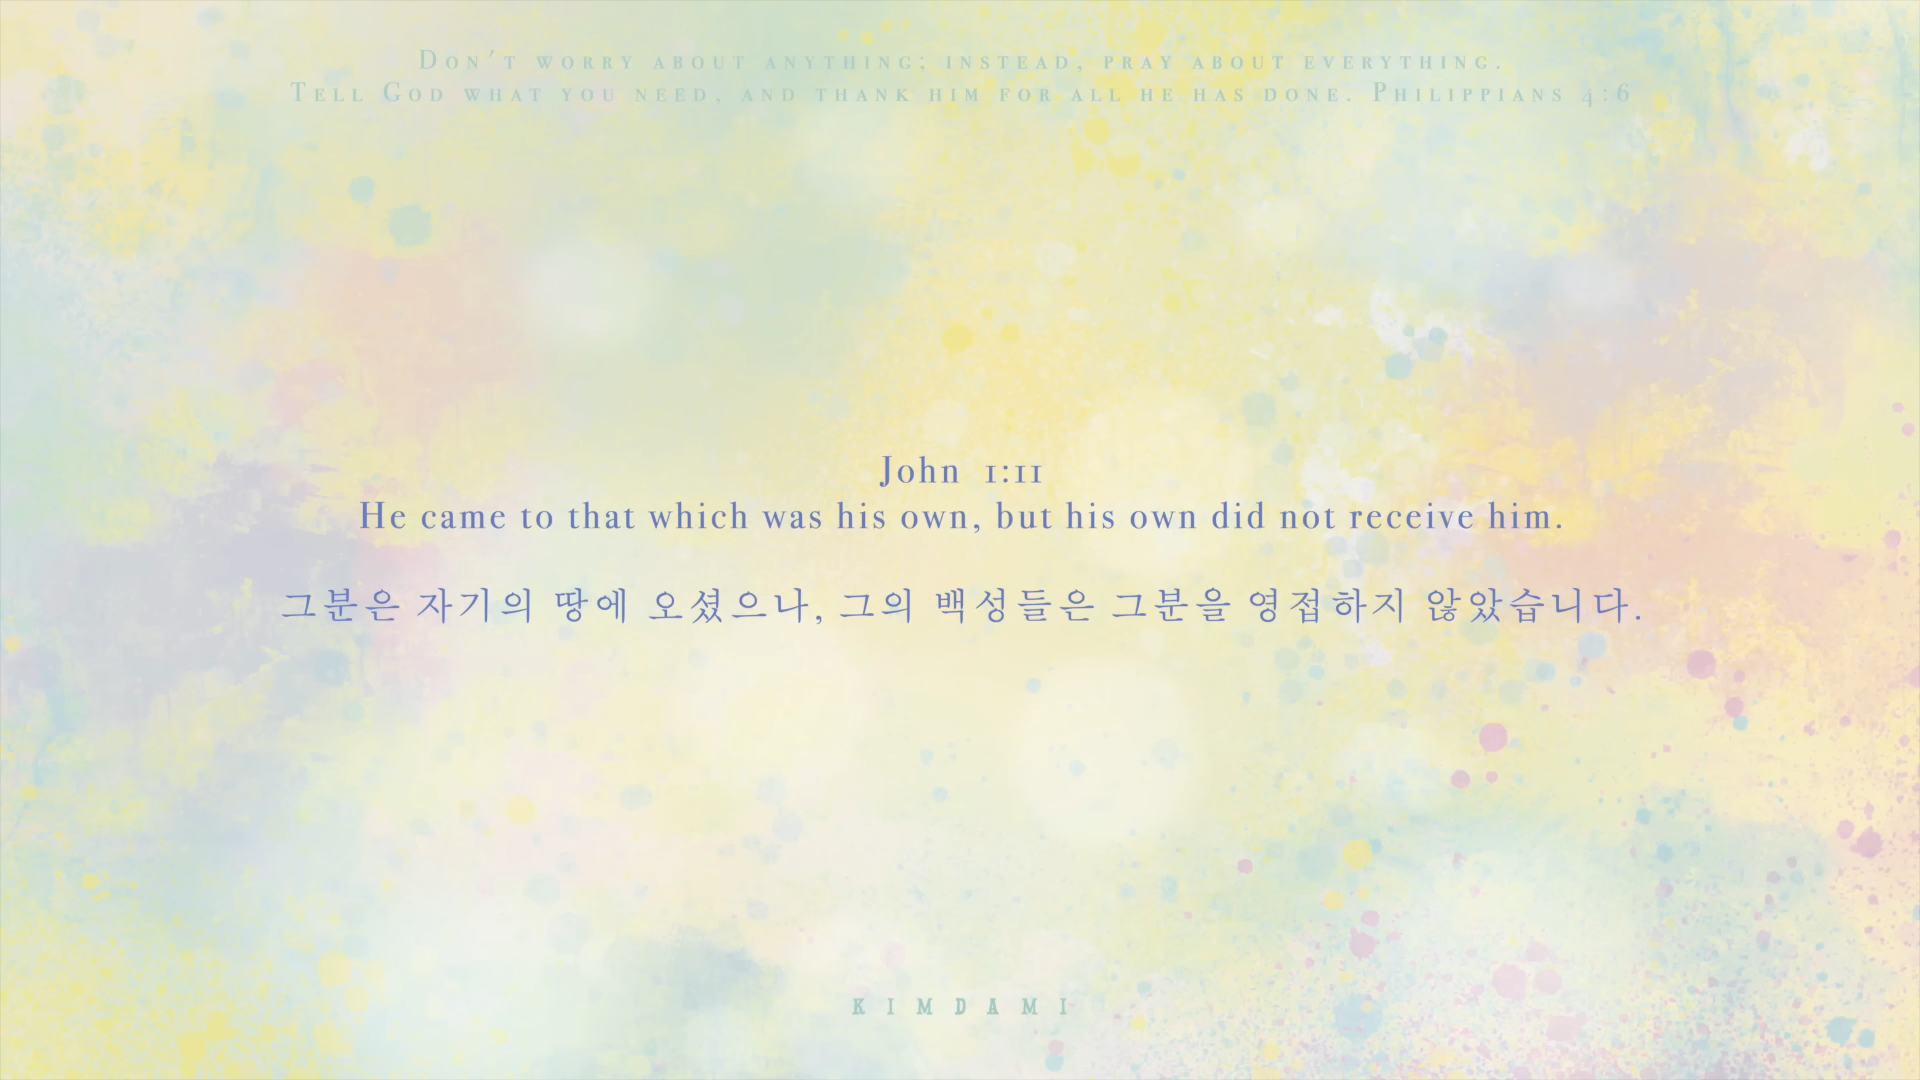 Don't worry about anything; instead, pray about everything.
Tell God what you need, and thank him for all he has done. Philippians 4:6
John 1:11
He came to that which was his own, but his own did not receive him.
그분은 자기의 땅에 오셨으나, 그의 백성들은 그분을 영접하지 않았습니다.
KIMDAMI